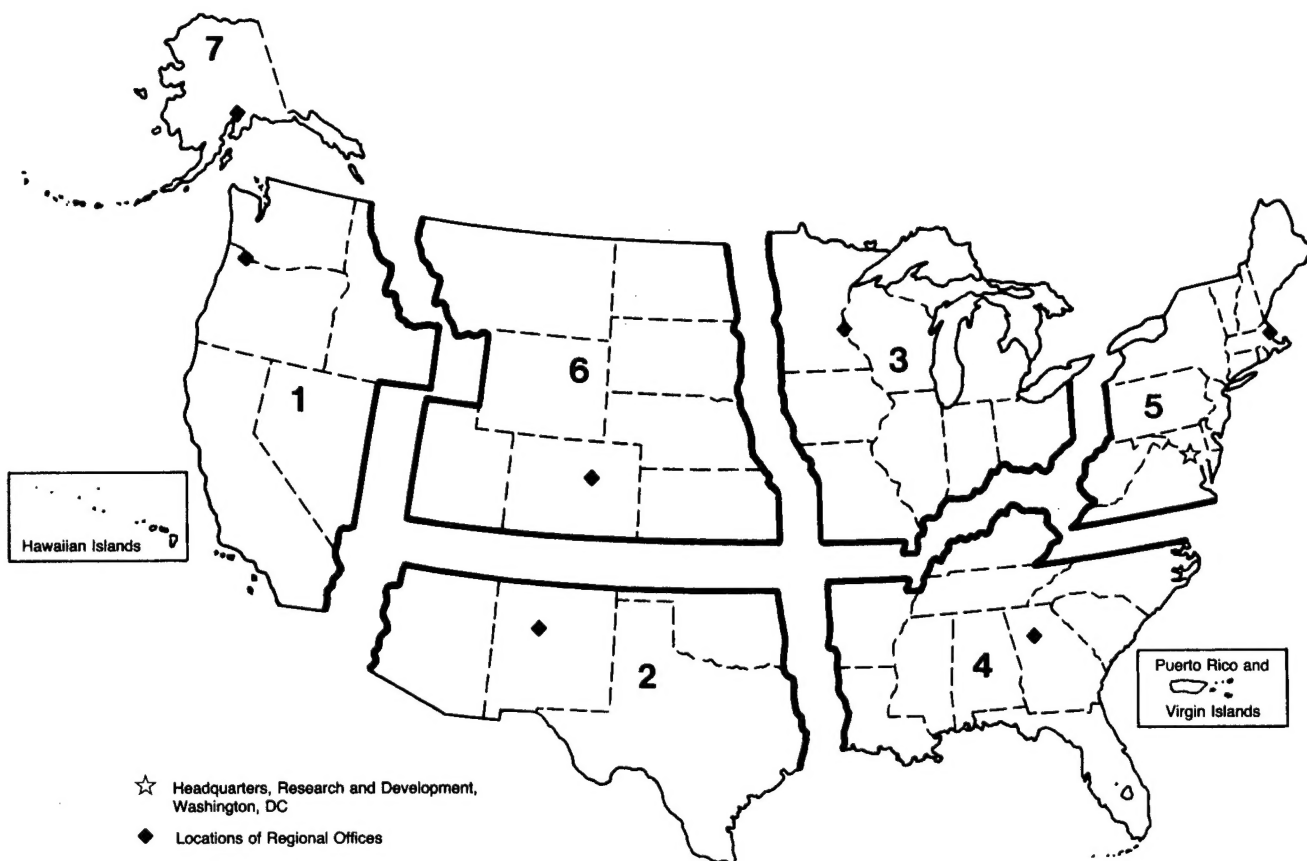 7
3
6
1
5
Hawaiian Islands
4
2
Puerto Rico and
Virgin Islands
☆ Headquarters, Research and Development,
Washington, DC
◆ Locations of Regional Offices